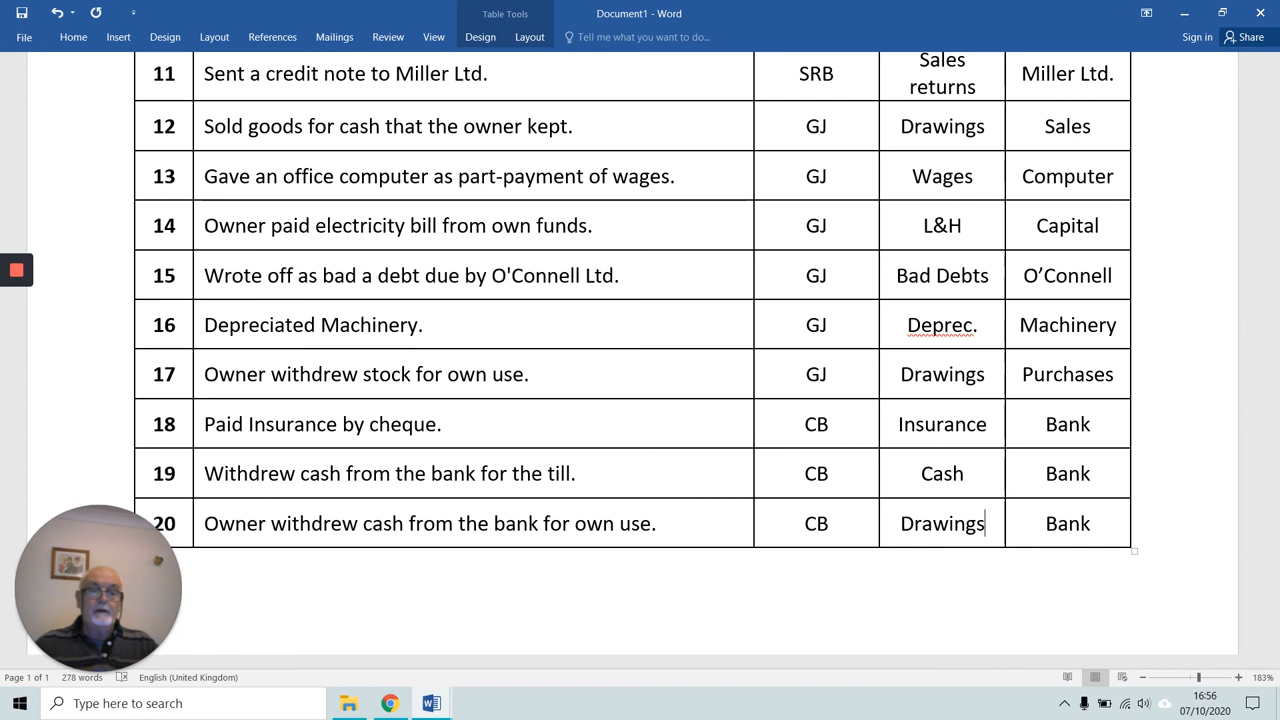 Table Tools
Document1 - Word
File Home Insert Design Layout References Mailings Review View Design Layout Tell me what you want to do... Sign in Share
11 Sent a credit note to Miller Ltd. SRB Sales returns Miller Ltd.
12 Sold goods for cash that the owner kept. GJ Drawings Sales
13 Gave an office computer as part-payment of wages. GJ Wages Computer
14 Owner paid electricity bill from own funds. GJ L&H Capital
15 Wrote off as bad a debt due by O'Connell Ltd. GJ Bad Debts O’Connell
16 Depreciated Machinery. GJ Deprec. Machinery
17 Owner withdrew stock for own use. GJ Drawings Purchases
18 Paid Insurance by cheque. CB Insurance Bank
19 Withdrew cash from the bank for the till. CB Cash Bank
20 Owner withdrew cash from the bank for own use. CB Drawings Bank
Page 1 of 1 278 words English (United Kingdom) 183%
Type here to search
16:56
07/10/2020